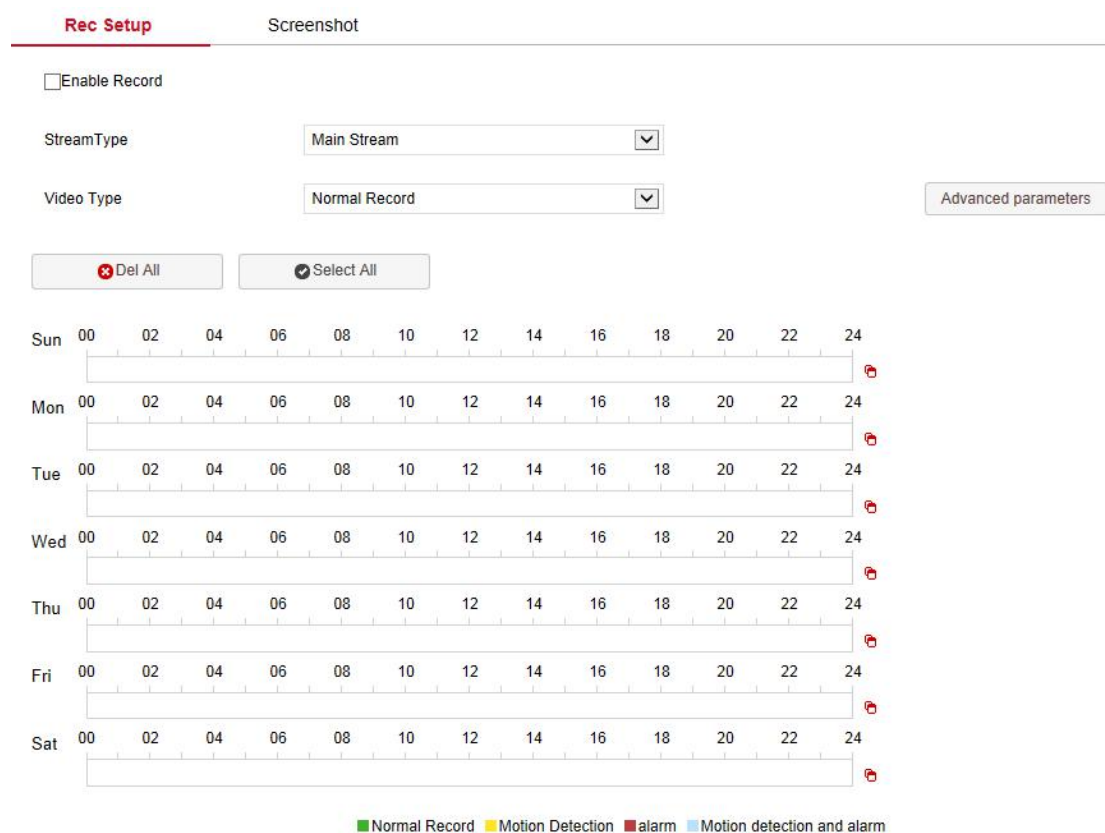 Rec Setup Screenshot
Enable Record
StreamType Main Stream
Video Type Normal Record Advanced parameters
Del All Select All
Sun 00 02 04 06 08 10 12 14 16 18 20 22 24
Mon 00 02 04 06 08 10 12 14 16 18 20 22 24
Tue 00 02 04 06 08 10 12 14 16 18 20 22 24
Wed 00 02 04 06 08 10 12 14 16 18 20 22 24
Thu 00 02 04 06 08 10 12 14 16 18 20 22 24
Fri 00 02 04 06 08 10 12 14 16 18 20 22 24
Sat 00 02 04 06 08 10 12 14 16 18 20 22 24
Normal Record Motion Detection alarm Motion detection and alarm